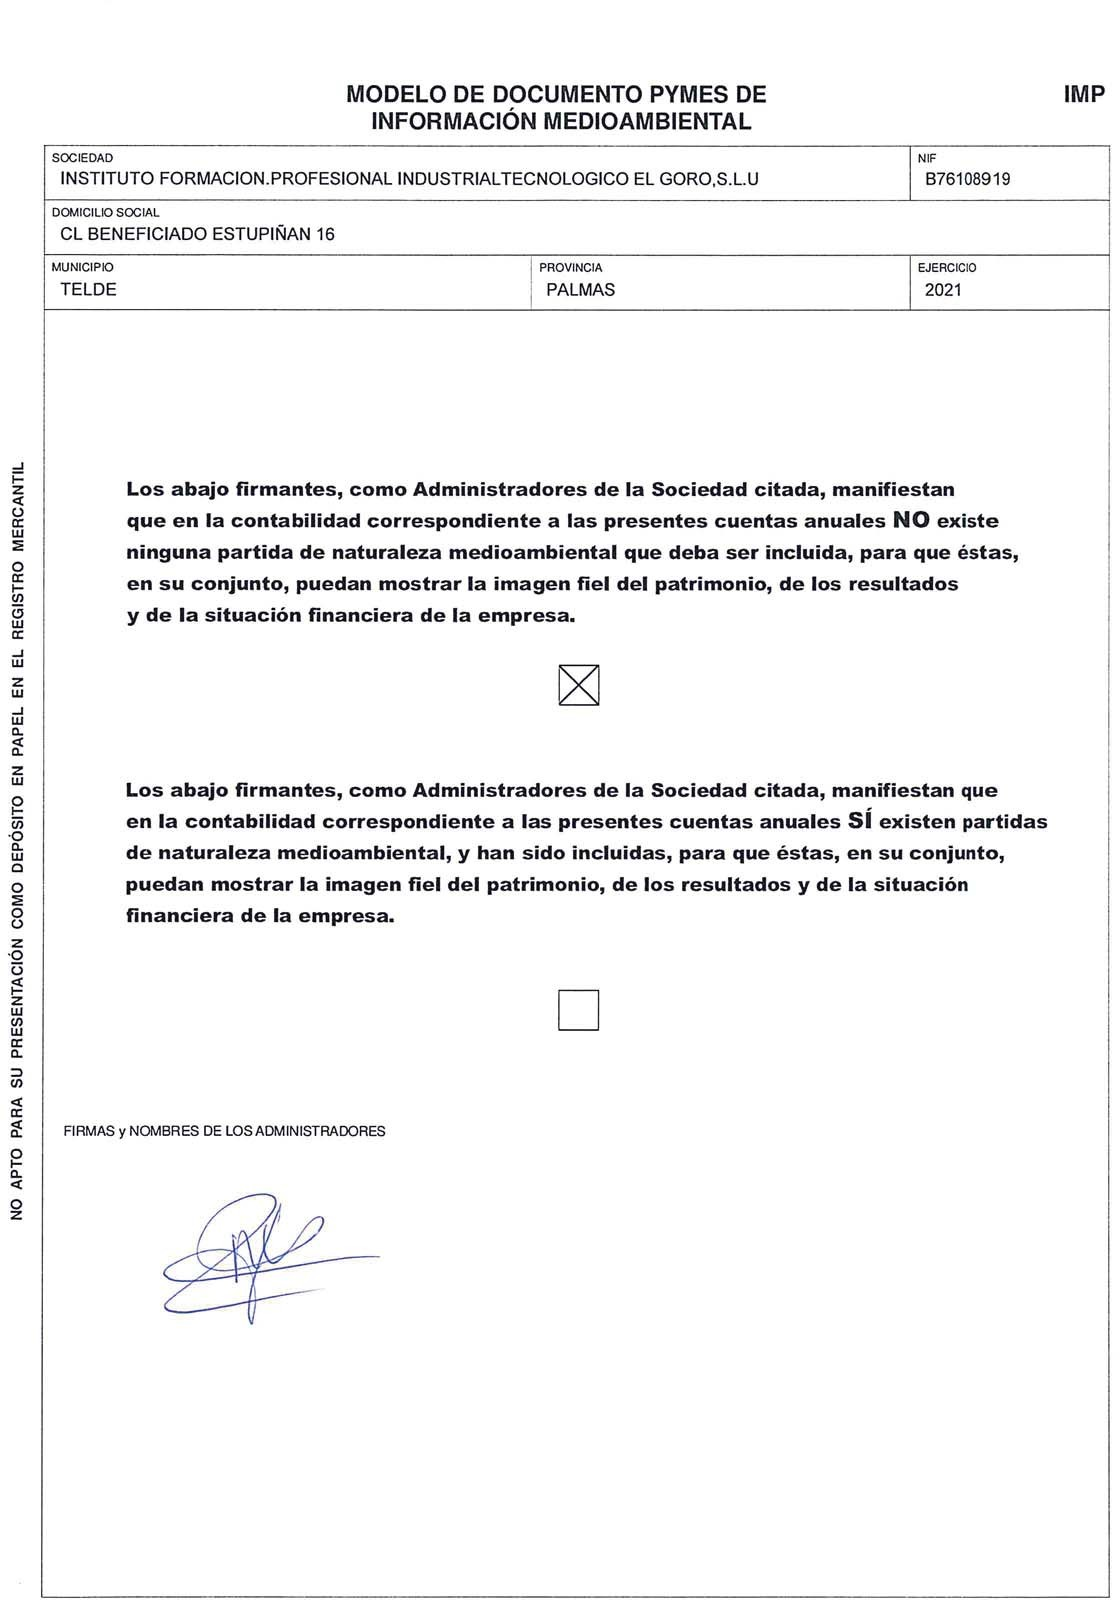 MODELO DE DOCUMENTO PYMES DE
INFORMACIÓN MEDIOAMBIENTAL
IMP
SOCIEDAD
INSTITUTO FORMACION.PROFESIONAL INDUSTRIALTECNOLOGICO EL GORO,S.L.U
NIF
B76108919
DOMICILIO SOCIAL
CL BENEFICIADO ESTUPIÑAN 16
MUNICIPIO
TELDE
PROVINCIA
PALMAS
EJERCICIO
2021
Los abajo firmantes, como Administradores de la Sociedad citada, manifiestan
que en la contabilidad correspondiente a las presentes cuentas anuales NO existe
ninguna partida de naturaleza medioambiental que deba ser incluida, para que éstas,
en su conjunto, puedan mostrar la imagen fiel del patrimonio, de los resultados
y de la situación financiera de la empresa.
Los abajo firmantes, como Administradores de la Sociedad citada, manifiestan que
en la contabilidad correspondiente a las presentes cuentas anuales SÍ existen partidas
de naturaleza medioambiental, y han sido incluidas, para que éstas, en su conjunto,
puedan mostrar la imagen fiel del patrimonio, de los resultados y de la situación
financiera de la empresa.
FIRMAS y NOMBRES DE LOS ADMINISTRADORES
NO APTO PARA SU PRESENTACIÓN COMO DEPÓSITO EN PAPEL EN EL REGISTRO MERCANTIL